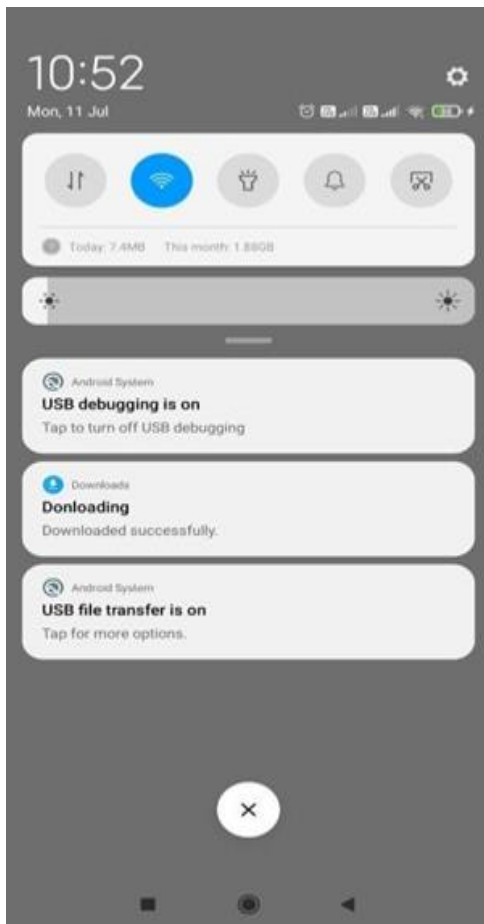 10:52
Mon, 11 Jul
Today: 7.4MB This month: 1.88GB
Android System
USB debugging is on
Tap to turn off USB debugging
Downloads
Donloading
Downloaded successfully.
Android System
USB file transfer is on
Tap for more options.